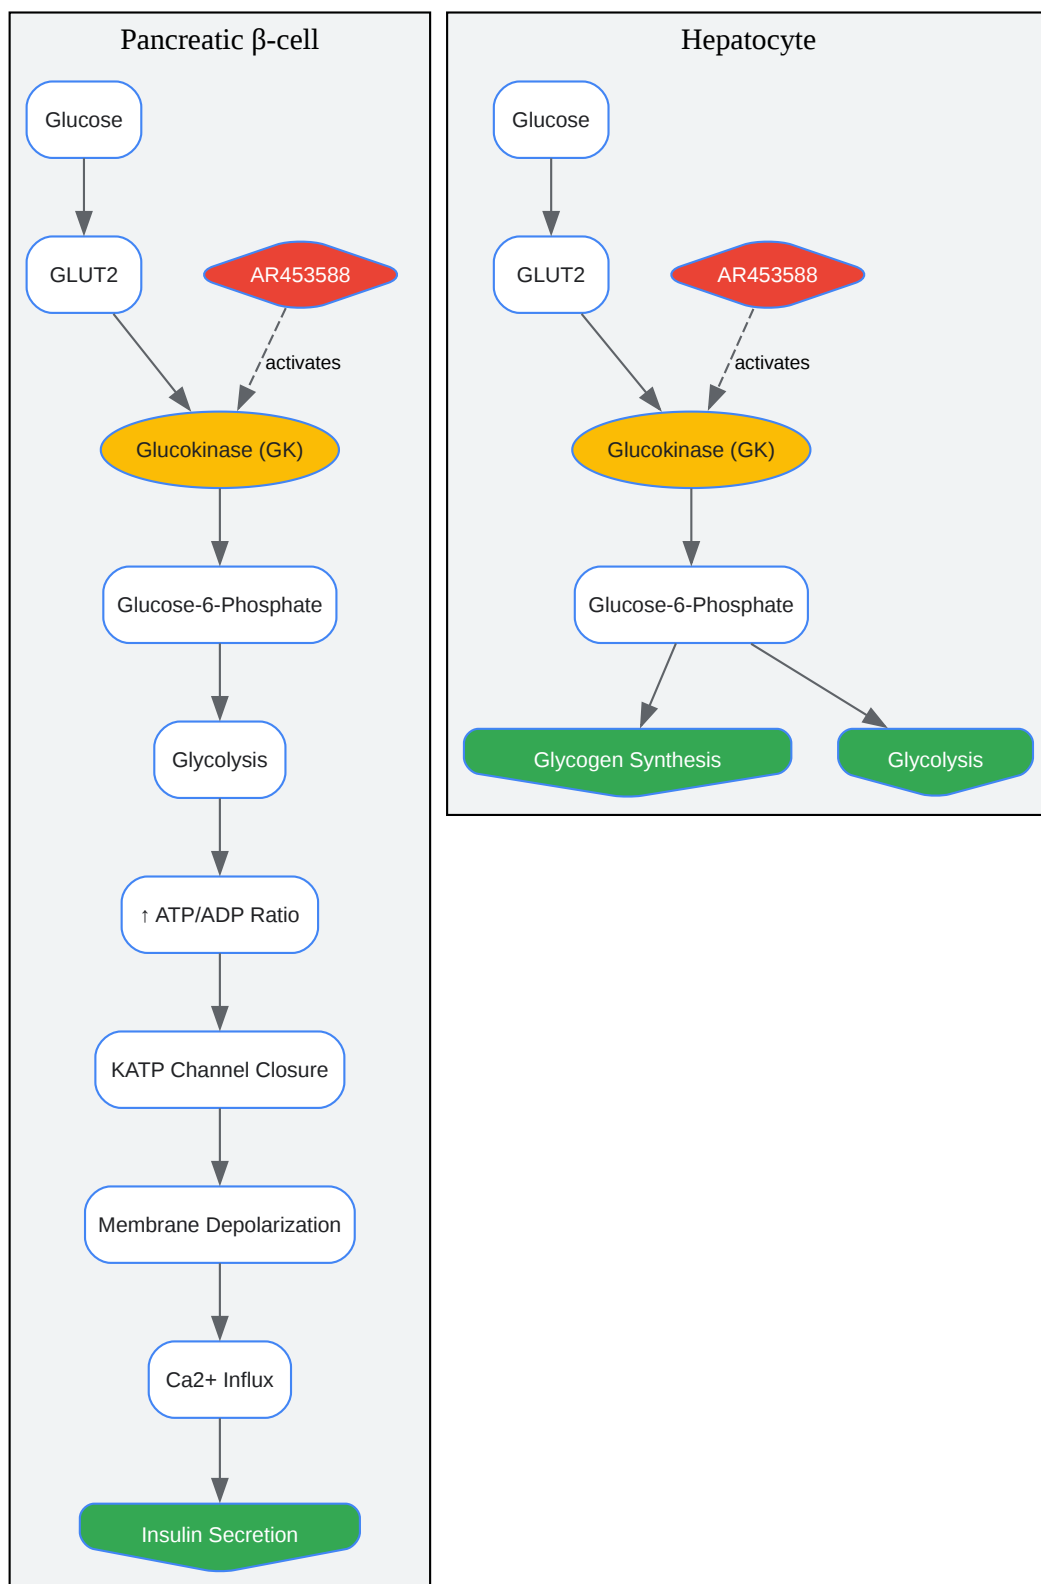 Pancreatic β-cell
Glucose
GLUT2
AR453588
activates
Glucokinase (GK)
Glucose-6-Phosphate
Glycolysis
↑ ATP/ADP Ratio
KATP Channel Closure
Membrane Depolarization
Ca2+ Influx
Insulin Secretion
Hepatocyte
Glucose
GLUT2
AR453588
activates
Glucokinase (GK)
Glucose-6-Phosphate
Glycogen Synthesis
Glycolysis